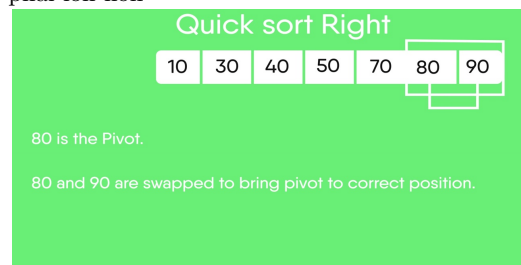 Quick sort Right
10 30 40 50 70 80 90
80 is the Pivot.
80 and 90 are swapped to bring pivot to correct position.